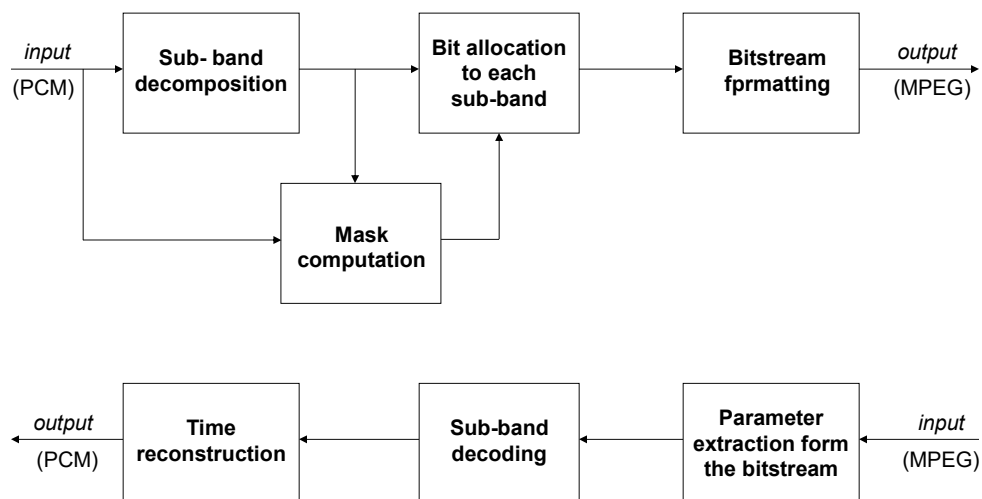 input
(PCM)
Sub- band
decomposition
Bit allocation
to each
sub-band
Bitstream
fprmatting
output
(MPEG)
Mask
computation
output
(PCM)
Time
reconstruction
Sub-band
decoding
Parameter
extraction form
the bitstream
input
(MPEG)